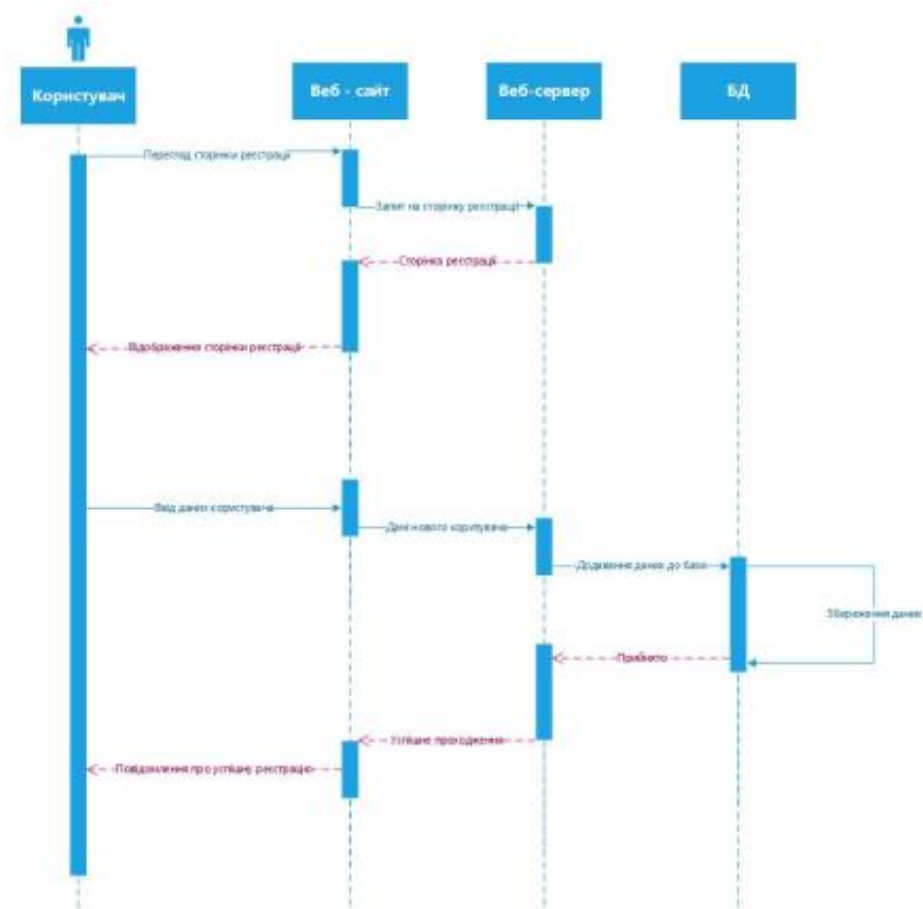 Користувач
Веб - сайт
Веб-сервер
БД
Перегляд сторінки реєстрації
Запит на сторінку реєстрації
Сторінка реєстрації
Відображення сторінки реєстрації
Ввід даних користувача
Дані нового користувача
Додавання даних до бази
Збереження даних
Прийнято
Успішне проходження
Повідомлення про успішну реєстрацію